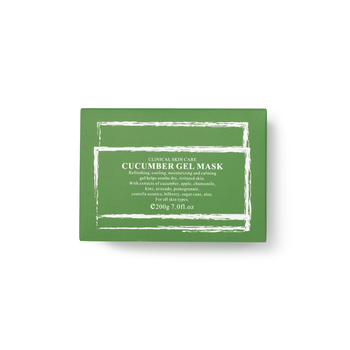 CLINICAL SKIN CARE
CUCUMBER GEL MASK
Refreshing, cooling, moisturizing and calming
gel helps soothe dry, irritated skin.
With extracts of cucumber, apple, chamomile,
kiwi, avocado, pomegranate,
centella asiatica, bilberry, sugar cane, aloe.
For all skin types.
℮200g 7.0fl.oz